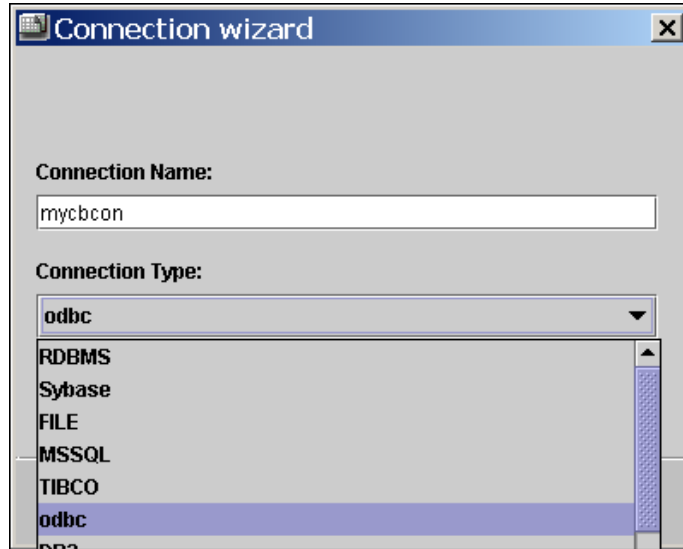 Connection wizard
Connection Name:
mycbcon
Connection Type:
odbc
RDBMS
Sybase
FILE
MSSQL
TIBCO
odbc